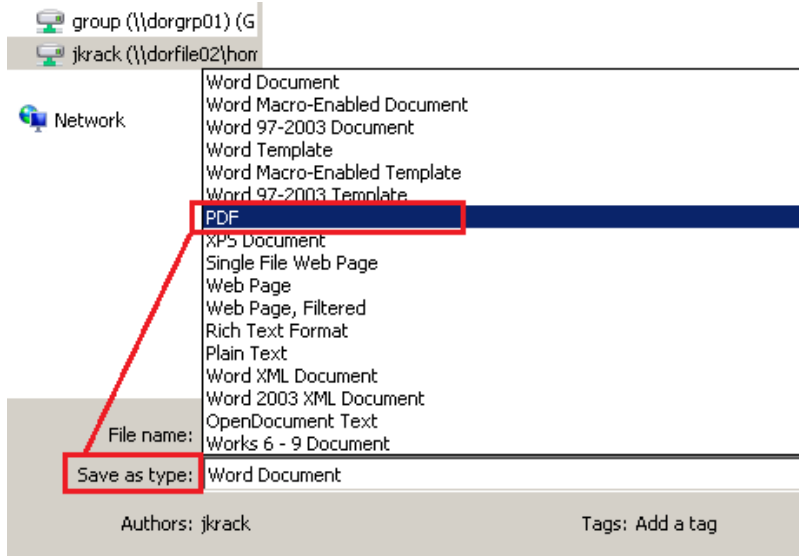 group (\\dorgrp01) (G
jkrack (\\dorfile02\hom
Network
Word Document
Word Macro-Enabled Document
Word 97-2003 Document
Word Template
Word Macro-Enabled Template
Word 97-2003 Template
PDF
XPS Document
Single File Web Page
Web Page
Web Page, Filtered
Rich Text Format
Plain Text
Word XML Document
Word 2003 XML Document
OpenDocument Text
Works 6 - 9 Document
File name:
Save as type: Word Document
Authors: jkrack Tags: Add a tag